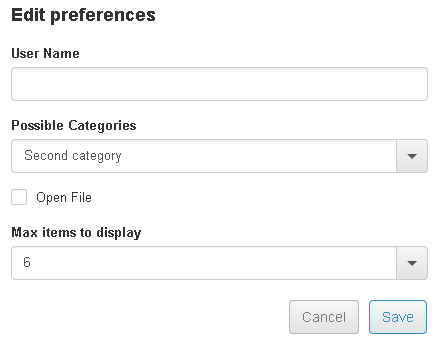 Edit preferences
User Name
Possible Categories
Second category
Open File
Max items to display
6
Cancel Save